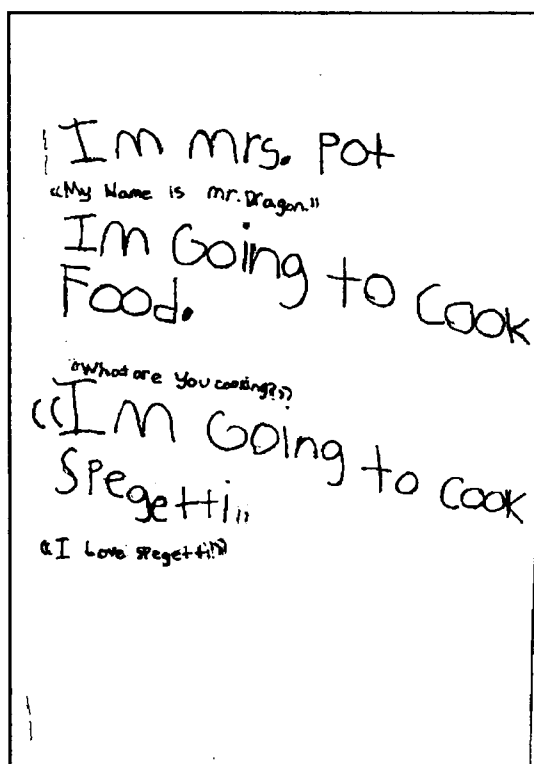 Im mrs. Pot
"My Name is mr. Dragon."
Im Going to cook
Food.
"What are you cooking?"
"Im Going to cook
Spegetti"
"I Love spegetti!"